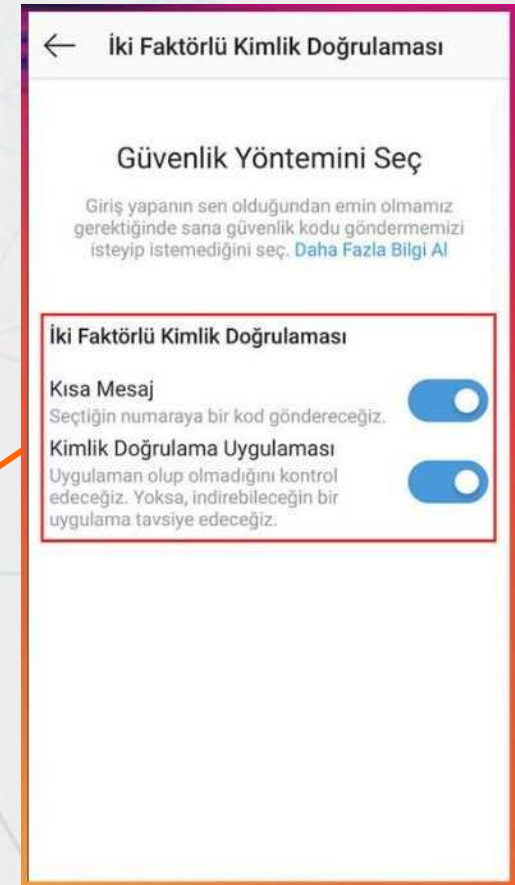 İki Faktörlü Kimlik Doğrulaması
Güvenlik Yöntemini Seç
Giriş yapanın sen olduğundan emin olmamız
gerektiğinde sana güvenlik kodu göndermemizi
isteyip istemediğini seç. Daha Fazla Bilgi Al
İki Faktörlü Kimlik Doğrulaması
Kısa Mesaj
Seçtiğin numaraya bir kod göndereceğiz.
Kimlik Doğrulama Uygulaması
Uygulaman olup olmadığını kontrol
edeceğiz. Yoksa, indirebileceğin bir
uygulama tavsiye edeceğiz.